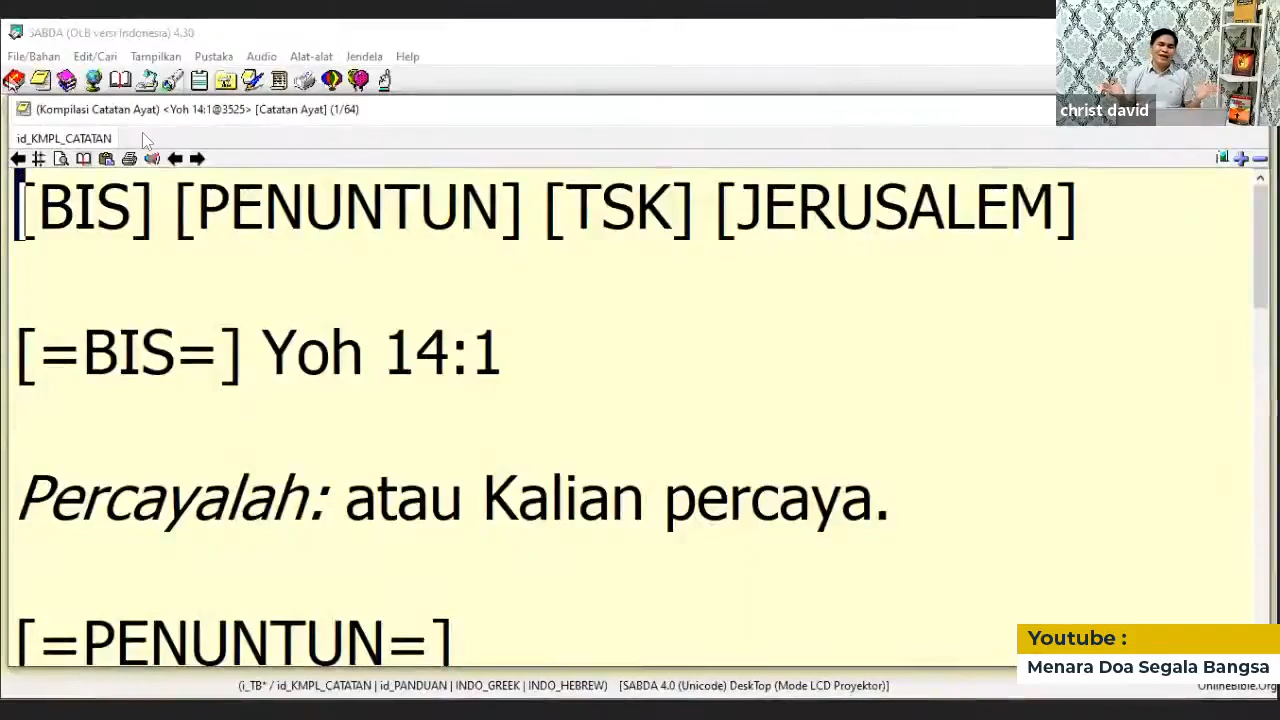 SABDA (OLB versi Indonesia) 4.30
File/Bahan Edit/Cari Tampilkan Pustaka Audio Alat-alat Jendela Help
(Kompilasi Catatan Ayat) <Yoh 14:1@3525> [Catatan Ayat] (1/64)
christ david
id_KMPL_CATATAN
[BIS] [PENUNTUN] [TSK] [JERUSALEM]
[=BIS=] Yoh 14:1
Percayalah: atau Kalian percaya.
[=PENUNTUN=]
Youtube :
Menara Doa Segala Bangsa
(i_TB* / id_KMPL_CATATAN | id_PANDUAN | INDO_GREEK | INDO_HEBREW) [SABDA 4.0 (Unicode) DeskTop (Mode LCD Proyektor)]
OnlineBible.Org